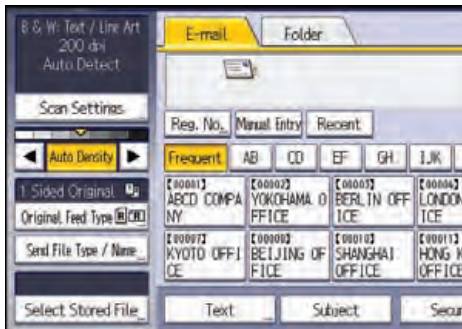 B & W: Text / Line Art
200 dpi
Auto Detect
Scan Settings
Auto Density
1 Sided Original
Original Feed Type
Send File Type / Name
Select Stored File
E-mail
Folder
Reg. No.
Manual Entry
Recent
Frequent
AB
CD
EF
GH
IJK
[00001]
ABCD COMPA
NY
[00002]
YOKOHAMA O
FFICE
[00003]
BERLIN OFF
ICE
[00004]
LONDON
ICE
[00007]
KYOTO OFFI
CE
[00008]
BEIJING OF
FICE
[00010]
SHANGHAI
OFFICE
[00011]
HONG K
OFFICE
Text
Subject
Secur